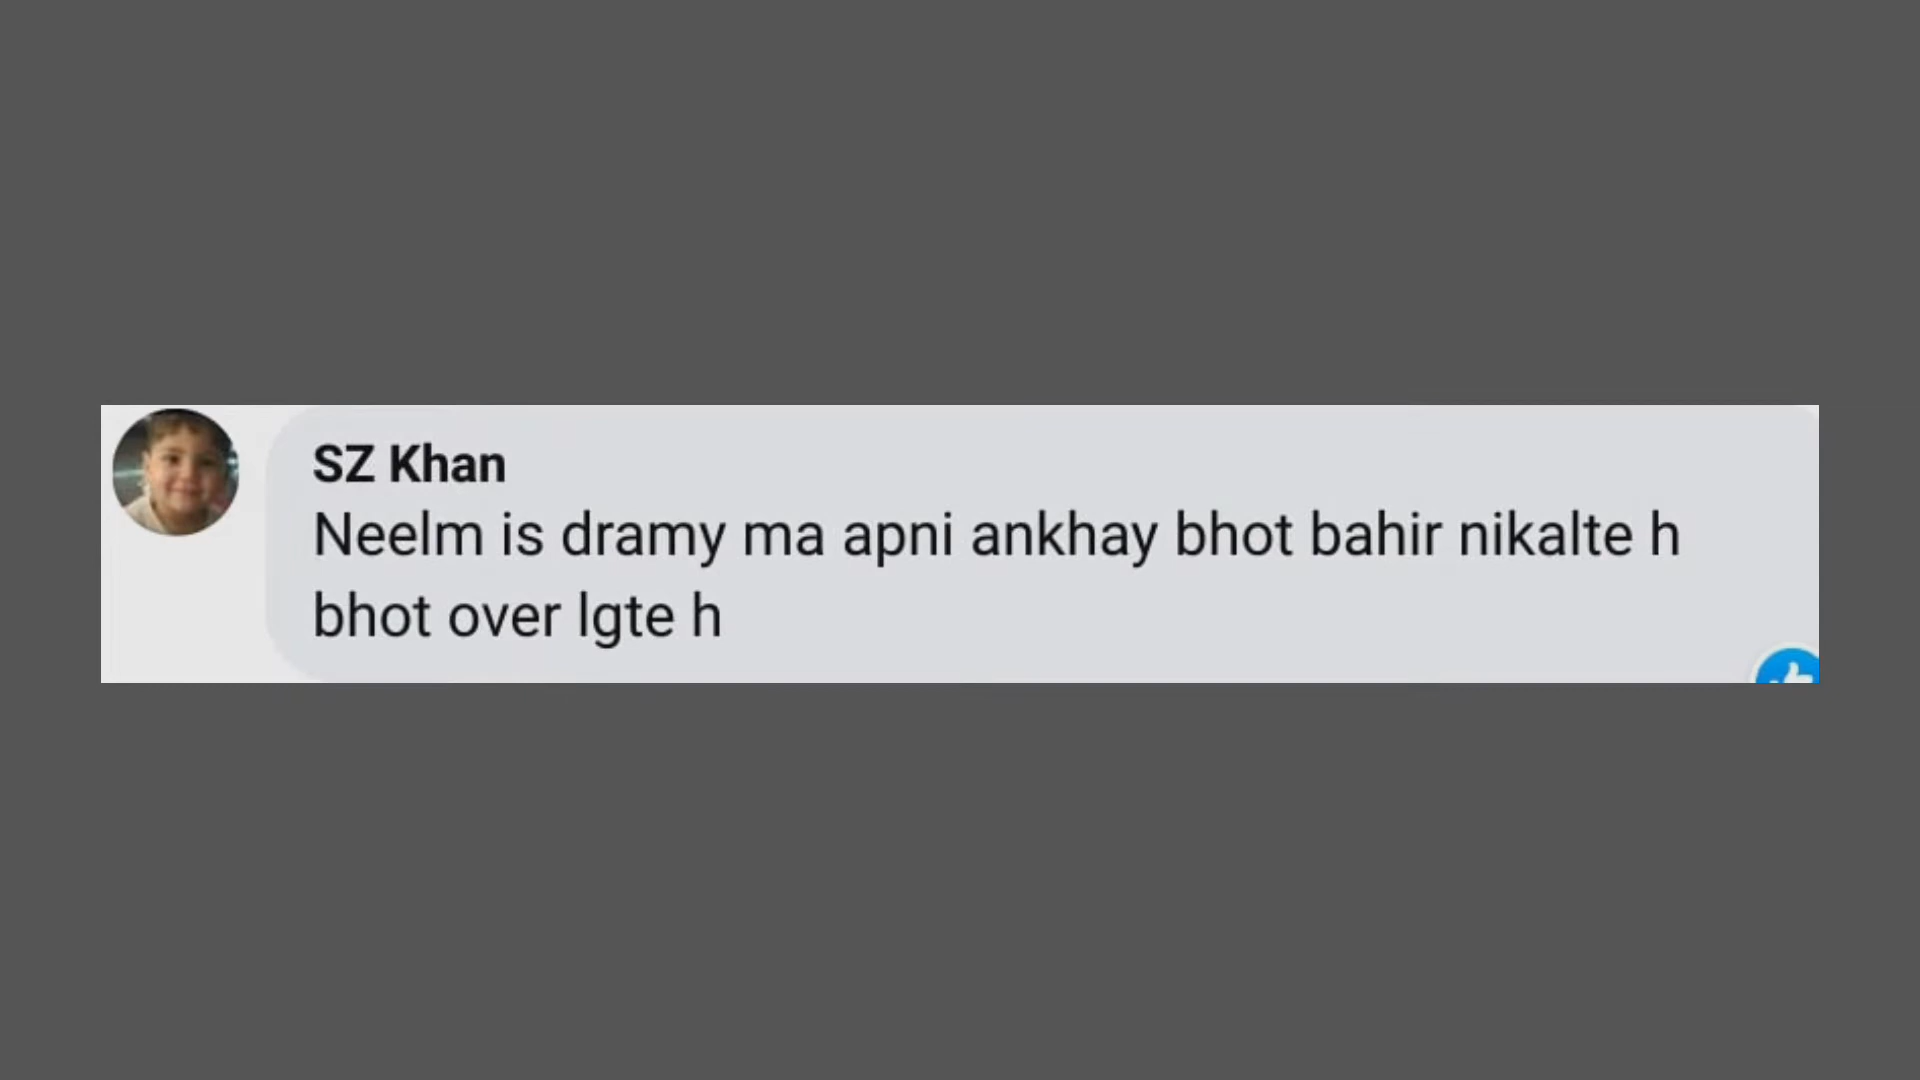 SZ Khan
Neelm is dramy ma apni ankhay bhot bahir nikalte h
bhot over lgte h